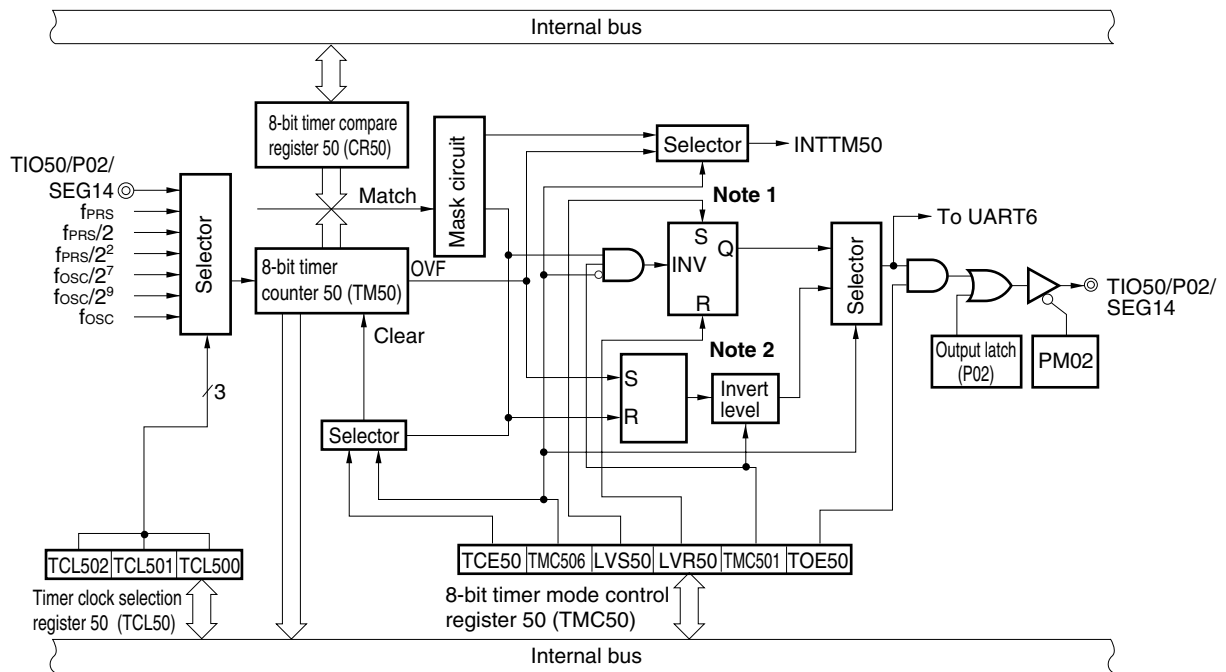 Internal bus
8-bit timer compare
register 50 (CR50)
TIO50/P02/
SEG14
fPRS
fPRS/2
fPRS/2²
fOSC/2⁷
fOSC/2⁹
fOSC
Selector
Match
Mask circuit
Selector
INTTM50
Note 1
8-bit timer
counter 50 (TM50)
OVF
Clear
S
INV
Q
R
Selector
To UART6
TIO50/P02/
SEG14
Output latch
(P02)
PM02
Note 2
S
R
Invert
level
3
Selector
TCL502 TCL501 TCL500
Timer clock selection
register 50 (TCL50)
TCE50 TMC506 LVS50 LVR50 TMC501 TOE50
8-bit timer mode control
register 50 (TMC50)
Internal bus